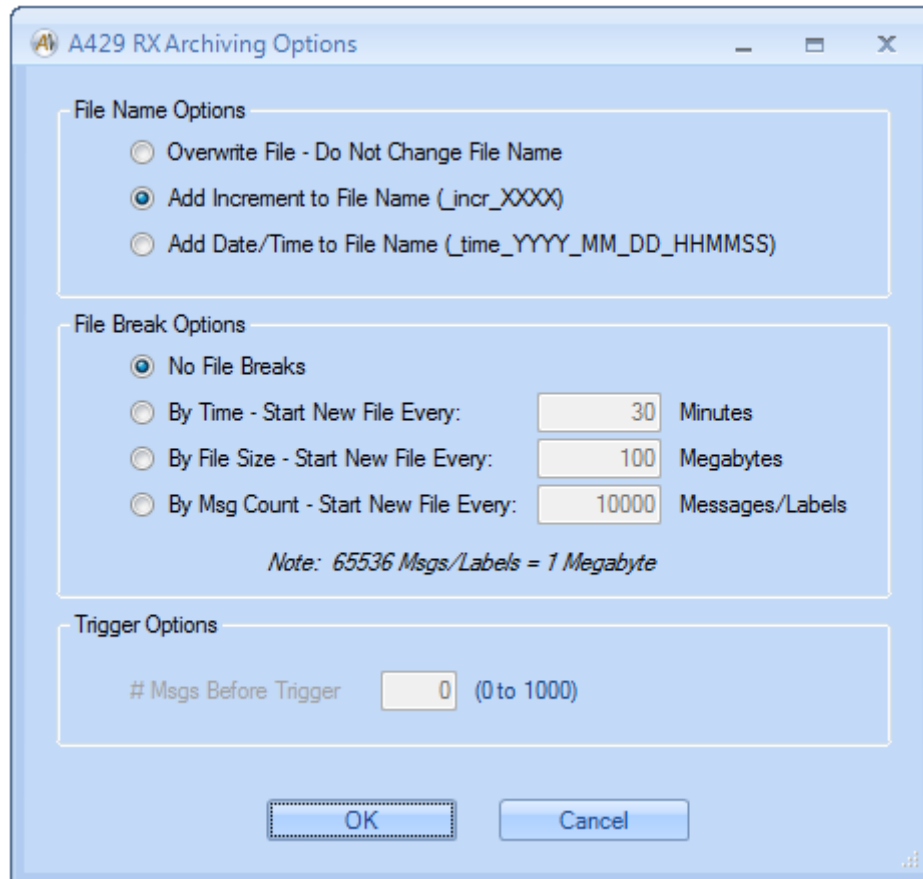 A429 RX Archiving Options
File Name Options
Overwrite File - Do Not Change File Name
Add Increment to File Name (_incr_XXXX)
Add Date/Time to File Name (_time_YYYY_MM_DD_HHMMSS)
File Break Options
No File Breaks
By Time - Start New File Every: 30 Minutes
By File Size - Start New File Every: 100 Megabytes
By Msg Count - Start New File Every: 10000 Messages/Labels
Note: 65536 Msgs/Labels = 1 Megabyte
Trigger Options
# Msgs Before Trigger 0 (0 to 1000)
OK Cancel